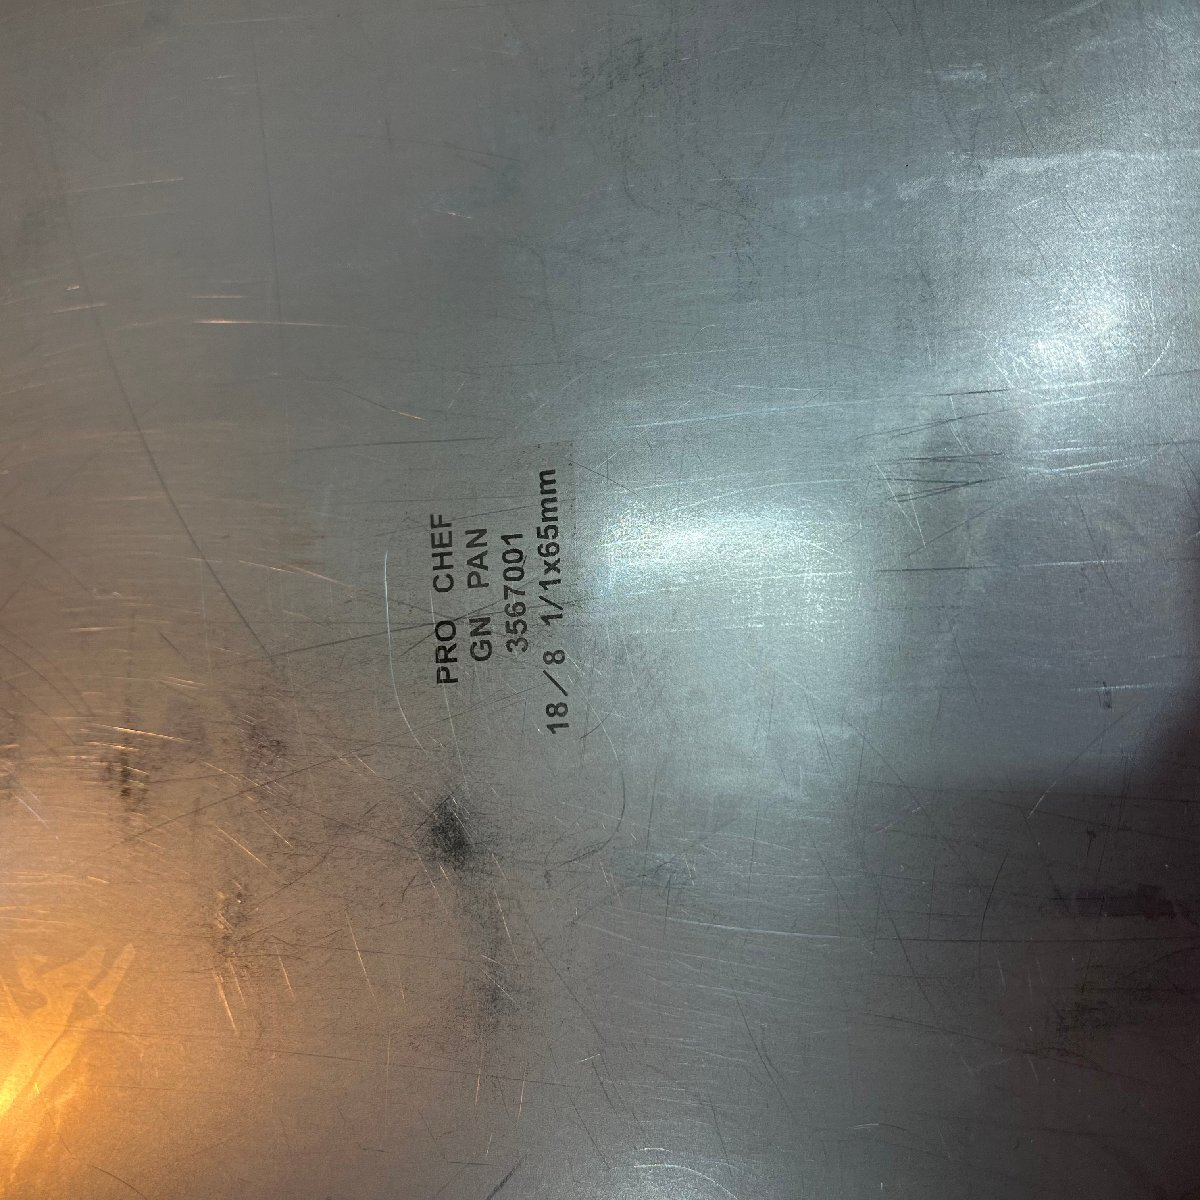 PRO CHEF
GN PAN
3567001
18/8 1/1x65mm